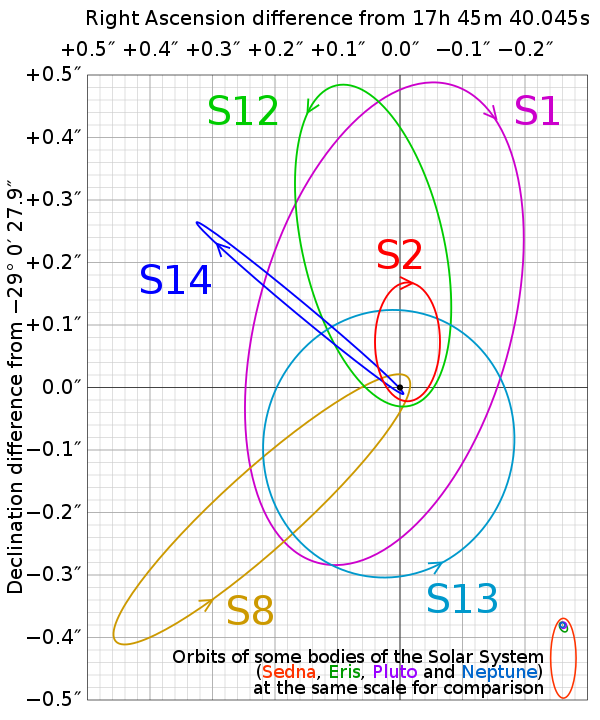 Right Ascension difference from 17h 45m 40.045s
+0.5″ +0.4″ +0.3″ +0.2″ +0.1″ 0.0″ −0.1″ −0.2″
Declination difference from −29° 0′ 27.9″
+0.5″
+0.4″
+0.3″
+0.2″
+0.1″
0.0″
−0.1″
−0.2″
−0.3″
−0.4″
−0.5″
S12
S1
S2
S14
S13
S8
Orbits of some bodies of the Solar System
(Sedna, Eris, Pluto and Neptune)
at the same scale for comparison